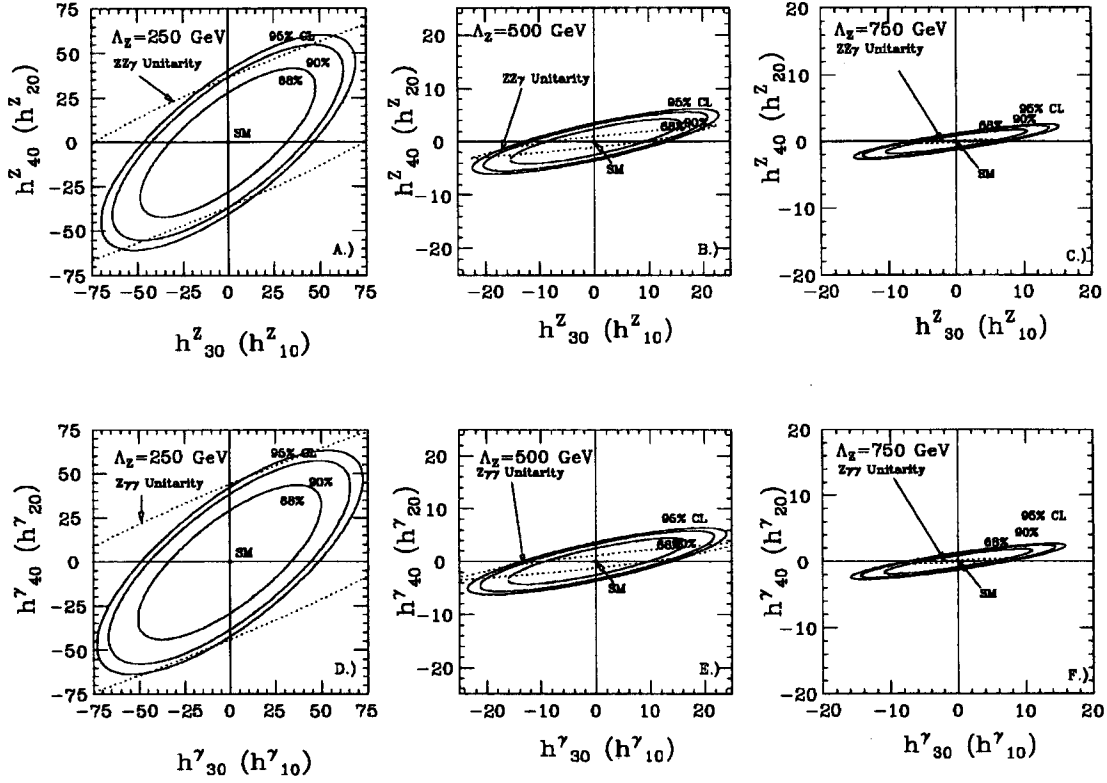 75
50
25
0
−25
−50
−75
h^Z_40 (h^Z_20)
Λ_Z=250 GeV
95% CL
ZZγ Unitarity
90%
68%
SM
A.)
−75 −50 −25 0 25 50 75
h^Z_30 (h^Z_10)
20
10
0
−10
−20
h^Z_40 (h^Z_20)
Λ_Z=500 GeV
ZZγ Unitarity
95% CL
68%
90%
SM
B.)
−20 −10 0 10 20
h^Z_30 (h^Z_10)
20
10
0
−10
−20
h^Z_40 (h^Z_20)
Λ_Z=750 GeV
ZZγ Unitarity
95% CL
90%
68%
SM
C.)
−20 −10 0 10 20
h^Z_30 (h^Z_10)
75
50
25
0
−25
−50
−75
h^γ_40 (h^γ_20)
Λ_Z=250 GeV
95% CL
Zγγ Unitarity
90%
68%
SM
D.)
−75 −50 −25 0 25 50 75
h^γ_30 (h^γ_10)
20
10
0
−10
−20
h^γ_40 (h^γ_20)
Λ_Z=500 GeV
Zγγ Unitarity
95% CL
68%
90%
SM
E.)
−20 −10 0 10 20
h^γ_30 (h^γ_10)
20
10
0
−10
−20
h^γ_40 (h^γ_20)
Λ_Z=750 GeV
Zγγ Unitarity
95% CL
90%
68%
SM
F.)
−20 −10 0 10 20
h^γ_30 (h^γ_10)